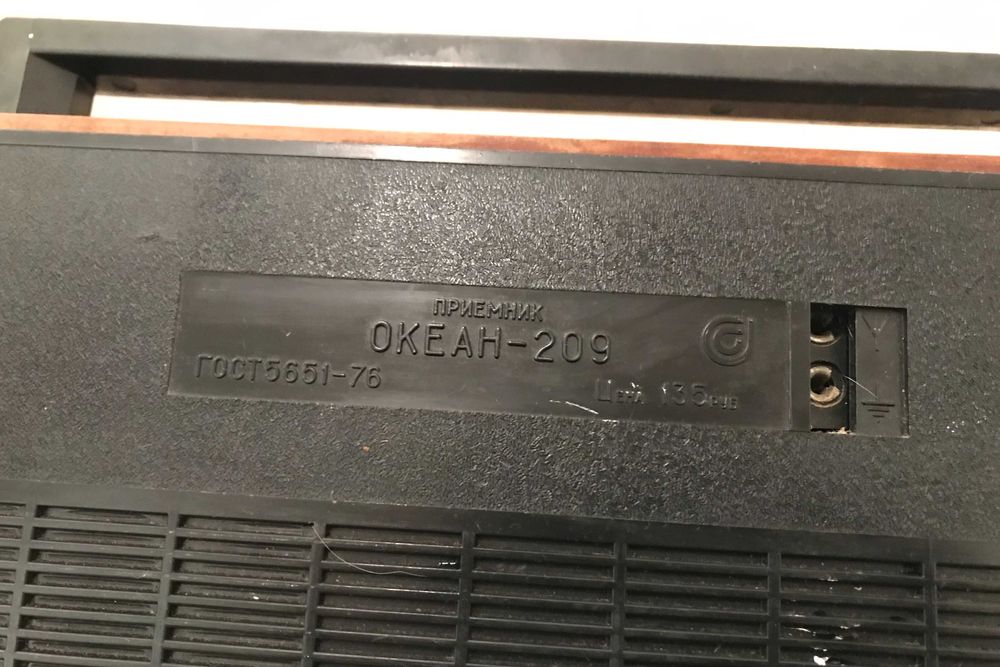 ПРИЕМНИК
ОКЕАН-209
ГОСТ5651-76
Цена 135 руб